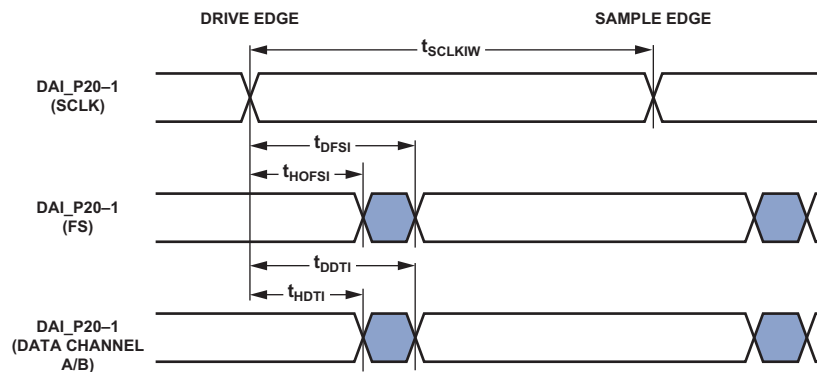 DRIVE EDGE
SAMPLE EDGE
tSCLKIW
DAI_P20–1
(SCLK)
tDFSI
tHOFSI
DAI_P20–1
(FS)
tDDTI
tHDTI
DAI_P20–1
(DATA CHANNEL
A/B)